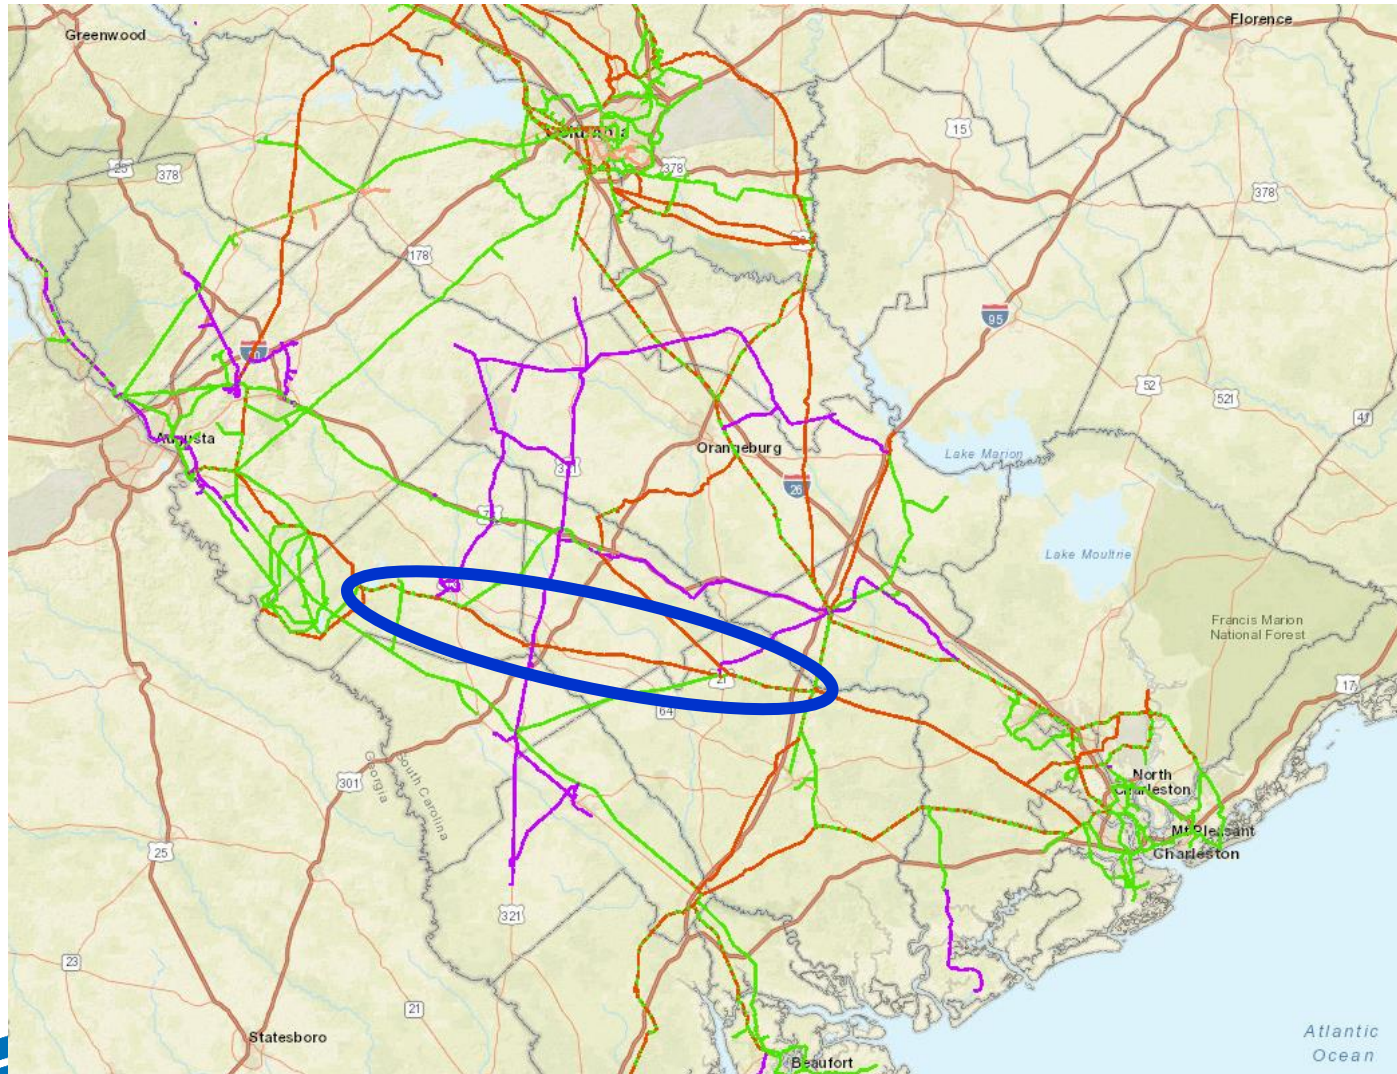 Florence
Greenwood
15
Columbia
25
378
378
378
178
95
20
52
521
41
Augusta
Orangeburg
Lake Marion
321
26
78
Lake Moultrie
Francis Marion
National Forest
21
64
17
Georgia
South Carolina
301
North
Charleston
Mt Pleasant
Charleston
25
321
23
21
Statesboro
Beaufort
Atlantic
Ocean